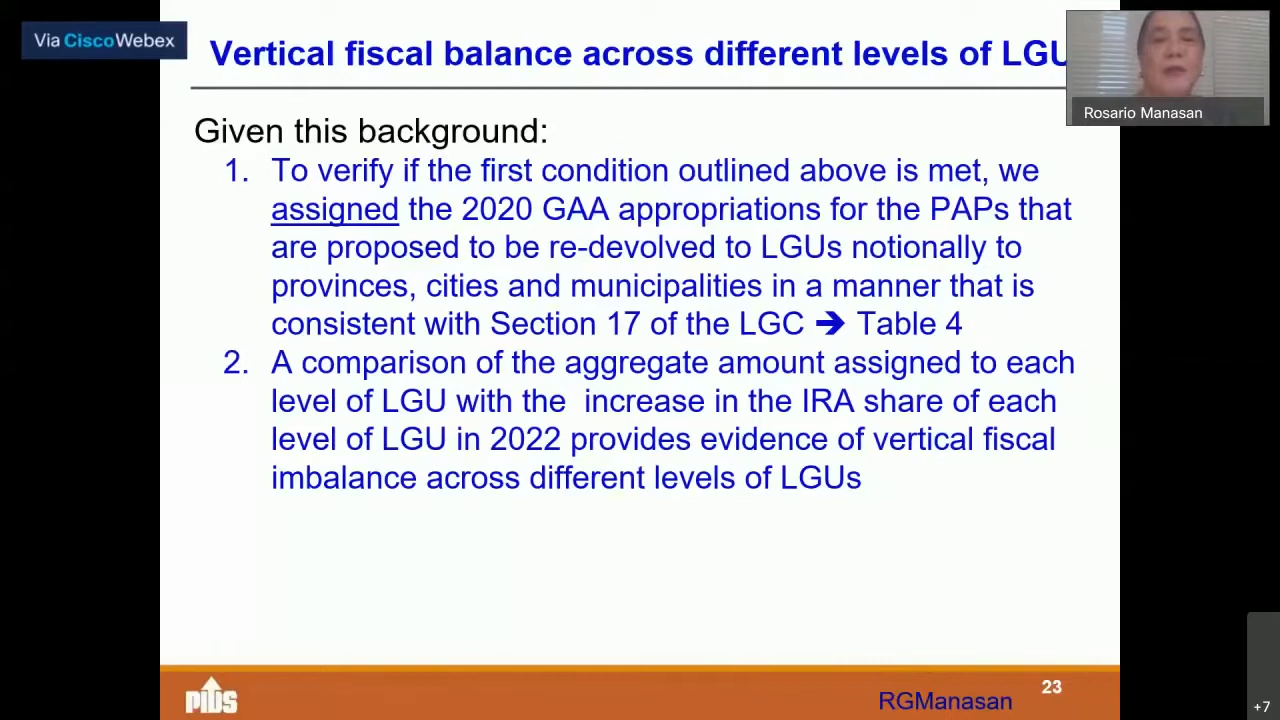 Via CiscoWebex
Vertical fiscal balance across different levels of LGU
Rosario Manasan
Given this background:
1. To verify if the first condition outlined above is met, we
assigned the 2020 GAA appropriations for the PAPs that
are proposed to be re-devolved to LGUs notionally to
provinces, cities and municipalities in a manner that is
consistent with Section 17 of the LGC ➔ Table 4
2. A comparison of the aggregate amount assigned to each
level of LGU with the increase in the IRA share of each
level of LGU in 2022 provides evidence of vertical fiscal
imbalance across different levels of LGUs
PIDS
RGManasan
23
+7